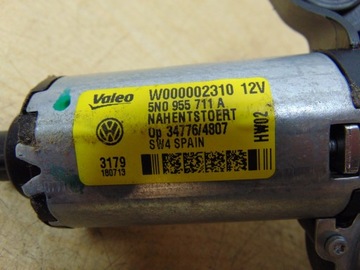 Valeo W000002310 12V
5N0 955 711 A
NAHENTSTOERT
Op 34776/4807
SW4 SPAIN
HW02
3179
180713